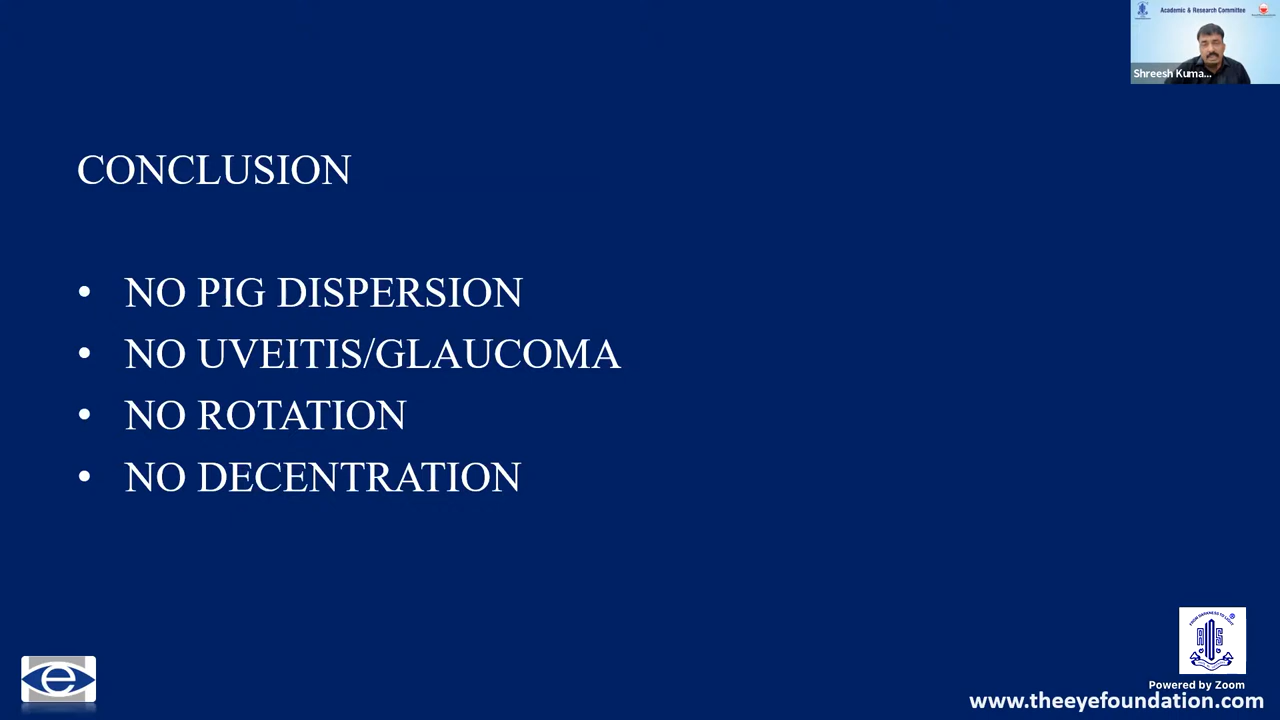 Academic & Research Committee
Shreesh Kuma...
CONCLUSION
• NO PIG DISPERSION
• NO UVEITIS/GLAUCOMA
• NO ROTATION
• NO DECENTRATION
e
AIOS
Powered by Zoom
www.theeyefoundation.com